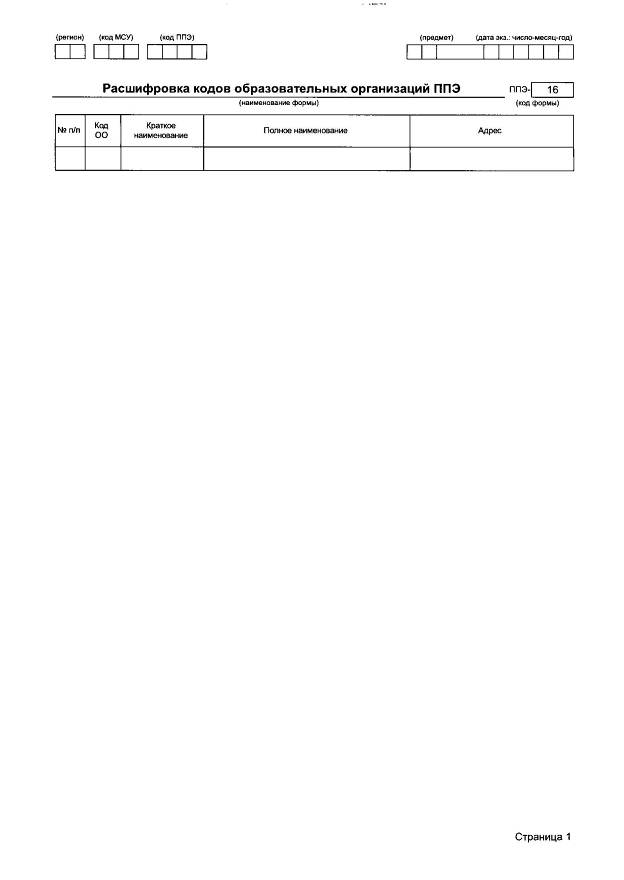 (регион) (код МСУ) (код ППЭ) (предмет) (дата экз.: число-месяц-год)
Расшифровка кодов образовательных организаций ППЭ ППЭ- 16
(наименование формы) (код формы)
№ п/п Код ОО Краткое наименование Полное наименование Адрес
Страница 1